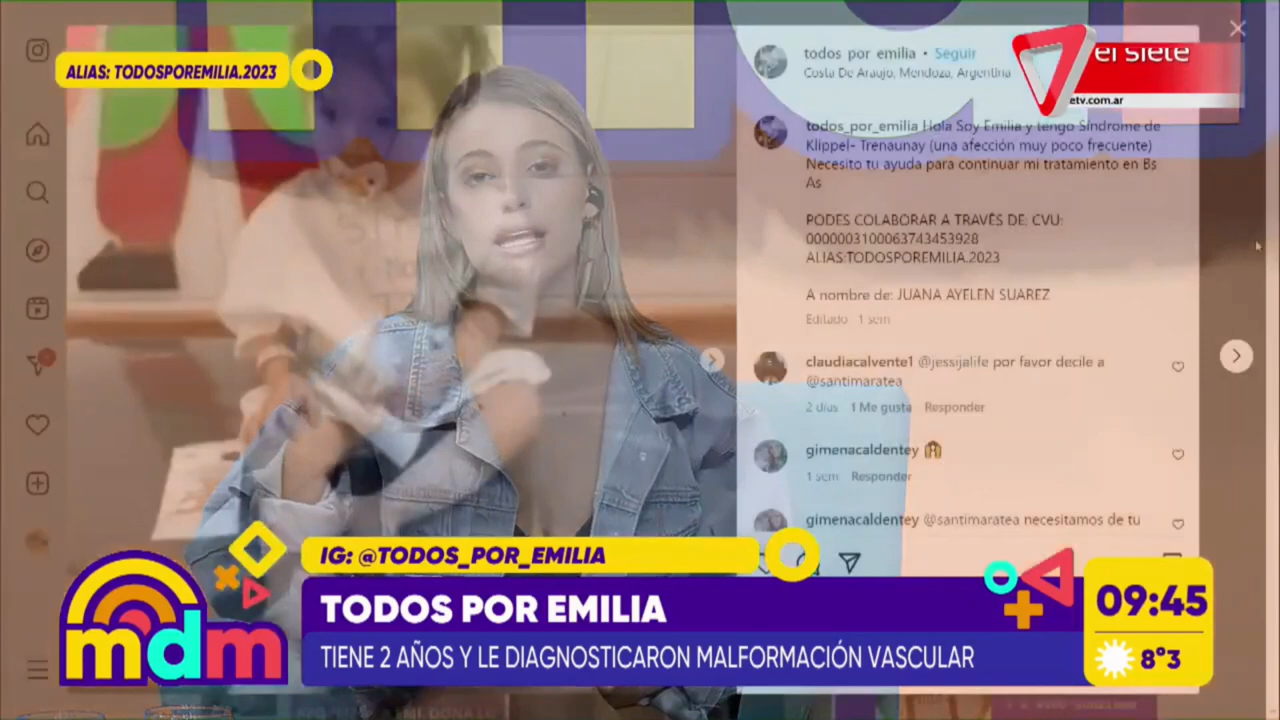 ALIAS: TODOSPOREMILIA.2023
todos por emilia • Seguir
Costa De Araujo, Mendoza, Argentina
el siete
etv.com.ar
todos_por_emilia Hola Soy Emilia y tengo Síndrome de
Klippel- Trenaunay (una afección muy poco frecuente)
Necesito tu ayuda para continuar mi tratamiento en Bs
As
PODES COLABORAR A TRAVÉS DE: CVU:
0000003100063743453928
ALIAS:TODOSPOREMILIA.2023
A nombre de: JUANA AYELEN SUAREZ
Editado 1 sem
claudiacalvente1 @jessijalife por favor decile a
@santimaratea
2 días 1 Me gusta Responder
gimenacaldentey
1 sem Responder
gimenacaldentey @santimaratea necesitamos de tu
IG: @TODOS_POR_EMILIA
TODOS POR EMILIA
TIENE 2 AÑOS Y LE DIAGNOSTICARON MALFORMACIÓN VASCULAR
mdm
09:45
8°3